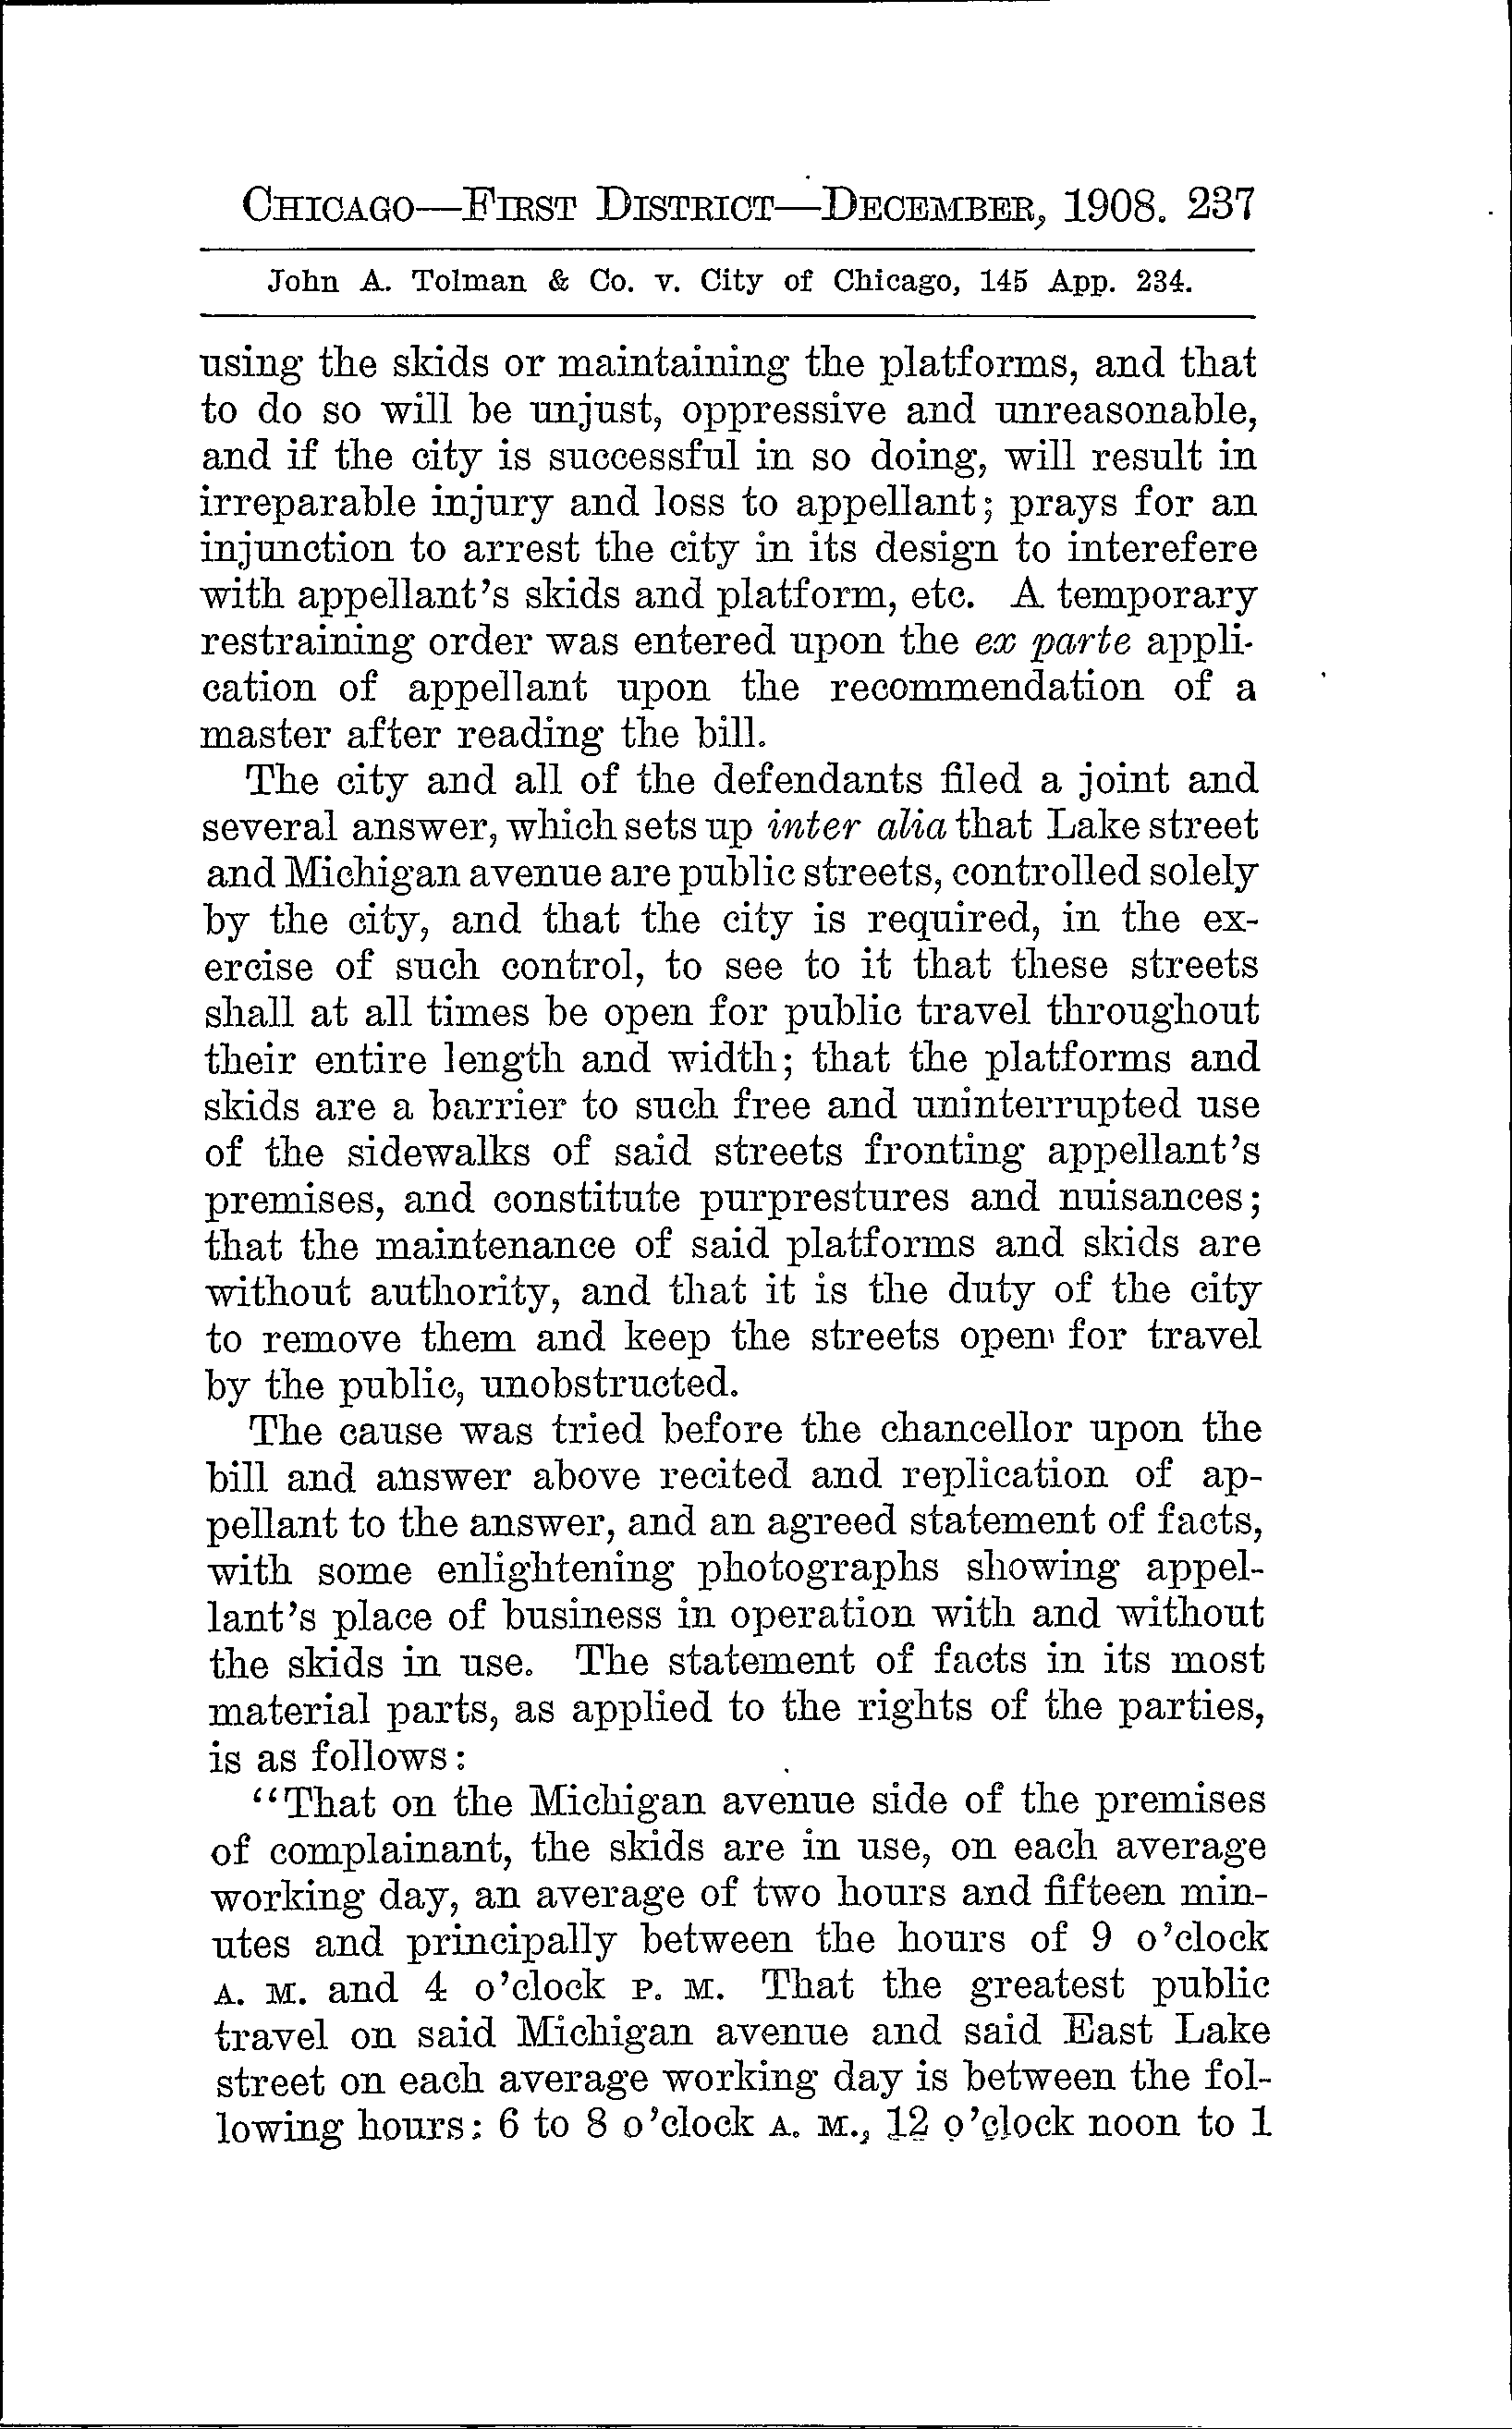 CHICAGO—FIRST DISTRICT—DECEMBER, 1908. 237
John A. Tolman & Co. v. City of Chicago, 145 App. 234.
using the skids or maintaining the platforms, and that
to do so will be unjust, oppressive and unreasonable,
and if the city is successful in so doing, will result in
irreparable injury and loss to appellant; prays for an
injunction to arrest the city in its design to interefere
with appellant's skids and platform, etc. A temporary
restraining order was entered upon the ex parte appli-
cation of appellant upon the recommendation of a
master after reading the bill.
The city and all of the defendants filed a joint and
several answer, which sets up inter alia that Lake street
and Michigan avenue are public streets, controlled solely
by the city, and that the city is required, in the ex-
ercise of such control, to see to it that these streets
shall at all times be open for public travel throughout
their entire length and width; that the platforms and
skids are a barrier to such free and uninterrupted use
of the sidewalks of said streets fronting appellant's
premises, and constitute purprestures and nuisances;
that the maintenance of said platforms and skids are
without authority, and that it is the duty of the city
to remove them and keep the streets open for travel
by the public, unobstructed.
The cause was tried before the chancellor upon the
bill and answer above recited and replication of ap-
pellant to the answer, and an agreed statement of facts,
with some enlightening photographs showing appel-
lant's place of business in operation with and without
the skids in use. The statement of facts in its most
material parts, as applied to the rights of the parties,
is as follows:
"That on the Michigan avenue side of the premises
of complainant, the skids are in use, on each average
working day, an average of two hours and fifteen min-
utes and principally between the hours of 9 o'clock
A. M. and 4 o'clock P. M. That the greatest public
travel on said Michigan avenue and said East Lake
street on each average working day is between the fol-
lowing hours: 6 to 8 o'clock A. M., 12 o'clock noon to 1